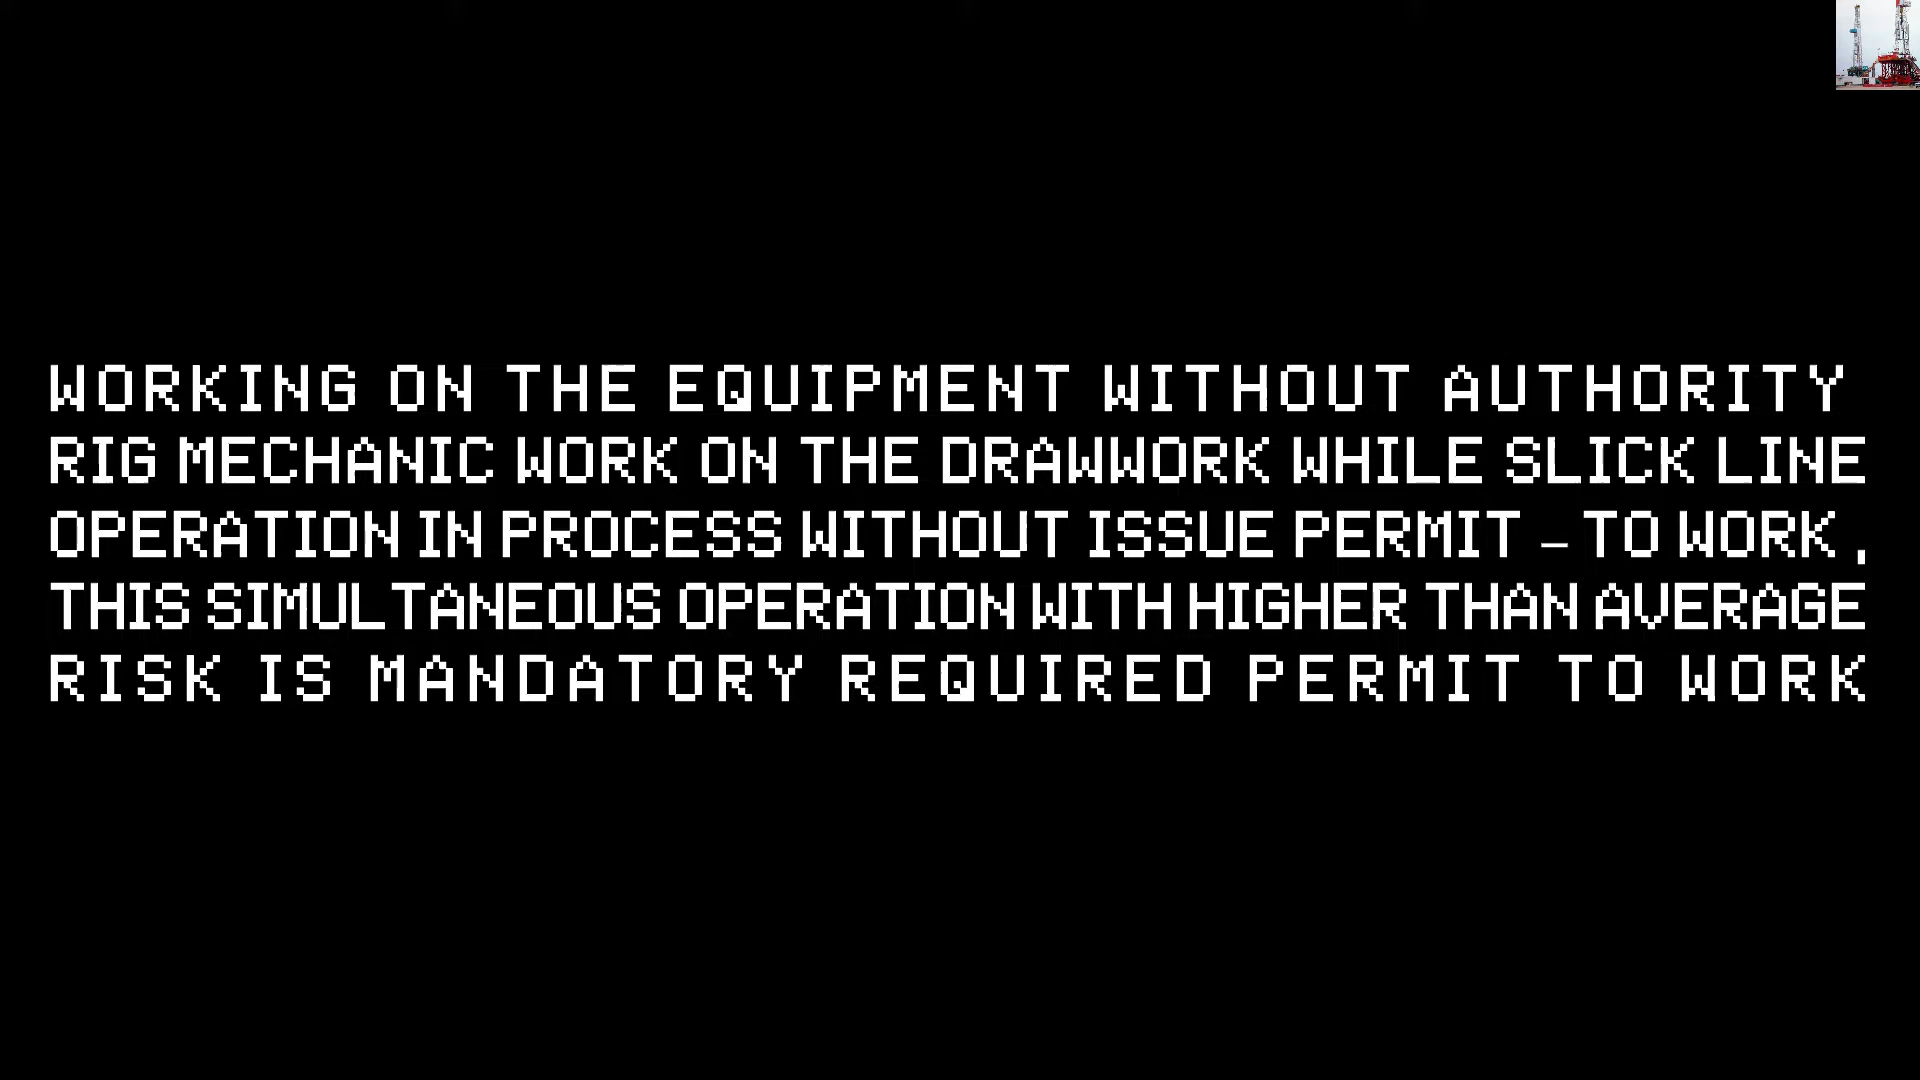 WORKING ON THE EQUIPMENT WITHOUT AUTHORITY
RIG MECHANIC WORK ON THE DRAWWORK WHILE SLICK LINE
OPERATION IN PROCESS WITHOUT ISSUE PERMIT - TO WORK ,
THIS SIMULTANEOUS OPERATION WITH HIGHER THAN AVERAGE
RISK IS MANDATORY REQUIRED PERMIT TO WORK